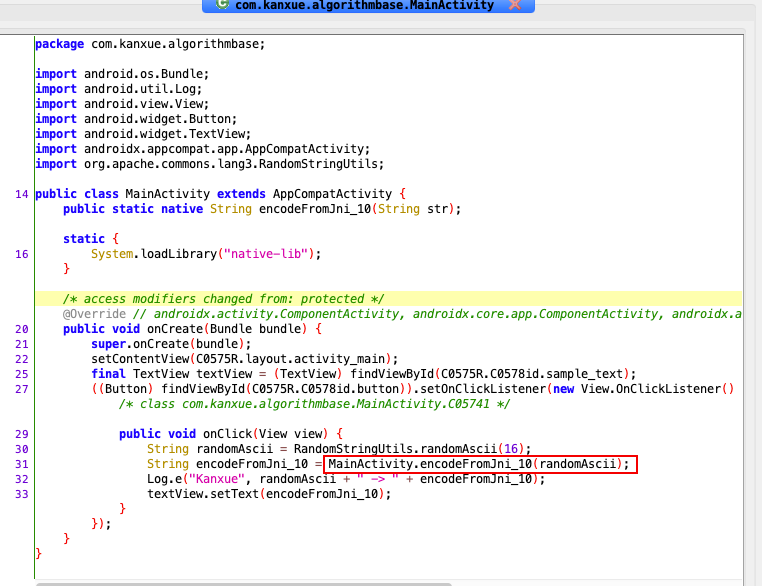 com.kanxue.algorithmbase.MainActivity
package com.kanxue.algorithmbase;
import android.os.Bundle;
import android.util.Log;
import android.view.View;
import android.widget.Button;
import android.widget.TextView;
import androidx.appcompat.app.AppCompatActivity;
import org.apache.commons.lang3.RandomStringUtils;
14 public class MainActivity extends AppCompatActivity {
public static native String encodeFromJni_10(String str);
static {
16 System.loadLibrary("native-lib");
}
/* access modifiers changed from: protected */
@Override // androidx.activity.ComponentActivity, androidx.core.app.ComponentActivity, androidx.a
20 public void onCreate(Bundle bundle) {
21 super.onCreate(bundle);
22 setContentView(C0575R.layout.activity_main);
25 final TextView textView = (TextView) findViewById(C0575R.C0578id.sample_text);
27 ((Button) findViewById(C0575R.C0578id.button)).setOnClickListener(new View.OnClickListener()
/* class com.kanxue.algorithmbase.MainActivity.C05741 */
29 public void onClick(View view) {
30 String randomAscii = RandomStringUtils.randomAscii(16);
31 String encodeFromJni_10 = MainActivity.encodeFromJni_10(randomAscii);
32 Log.e("Kanxue", randomAscii + " -> " + encodeFromJni_10);
33 textView.setText(encodeFromJni_10);
}
});
}
}